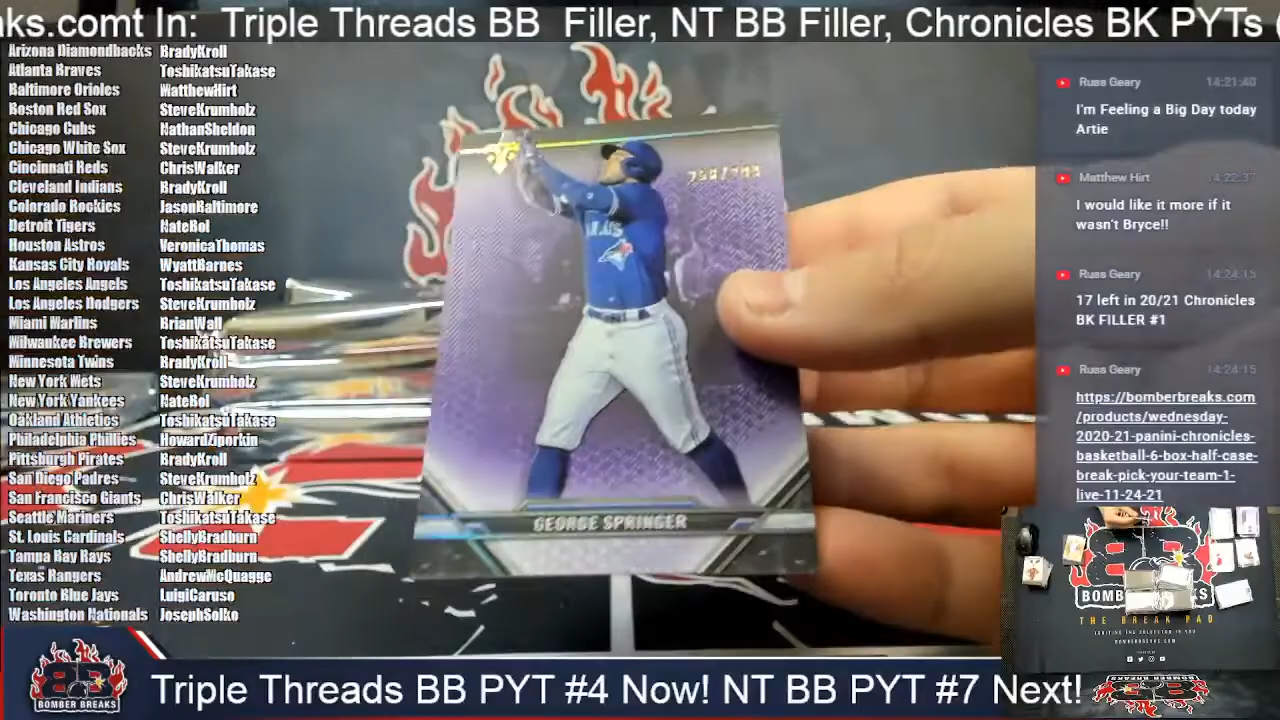 aks.comt In: Triple Threads BB Filler, NT BB Filler, Chronicles BK PYTs
Arizona Diamondbacks BradyKroll
Atlanta Braves ToshikatsuTakase
Baltimore Orioles MatthewHirt
Boston Red Sox SteveKrumholz
Chicago Cubs NathanSheldon
Chicago White Sox SteveKrumholz
Cincinnati Reds ChrisWalker
Cleveland Indians BradyKroll
Colorado Rockies JasonBaltimore
Detroit Tigers NateBol
Houston Astros VeronicaThomas
Kansas City Royals WyattBarnes
Los Angeles Angels ToshikatsuTakase
Los Angeles Dodgers SteveKrumholz
Miami Marlins BrianWall
Milwaukee Brewers ToshikatsuTakase
Minnesota Twins BradyKroll
New York Mets SteveKrumholz
New York Yankees NateBol
Oakland Athletics ToshikatsuTakase
Philadelphia Phillies HowardZiporkin
Pittsburgh Pirates BradyKroll
San Diego Padres SteveKrumholz
San Francisco Giants ChrisWalker
Seattle Mariners ToshikatsuTakase
St. Louis Cardinals ShellyBradburn
Tampa Bay Rays ShellyBradburn
Texas Rangers AndrewMcQuagge
Toronto Blue Jays LuigiCaruso
Washington Nationals JosephSolko
GEORGE SPRINGER
Russ Geary 14:21:40
I'm Feeling a Big Day today
Artie
Matthew Hirt 14:22:37
I would like it more if it
wasn't Bryce!!
Russ Geary 14:24:15
17 left in 20/21 Chronicles
BK FILLER #1
Russ Geary 14:24:15
https://bomberbreaks.com
/products/wednesday-
2020-21-panini-chronicles-
basketball-6-box-half-case-
break-pick-your-team-1-
live-11-24-21
THE BREAK PAD
BOMBER BREAKS
Triple Threads BB PYT #4 Now! NT BB PYT #7 Next!